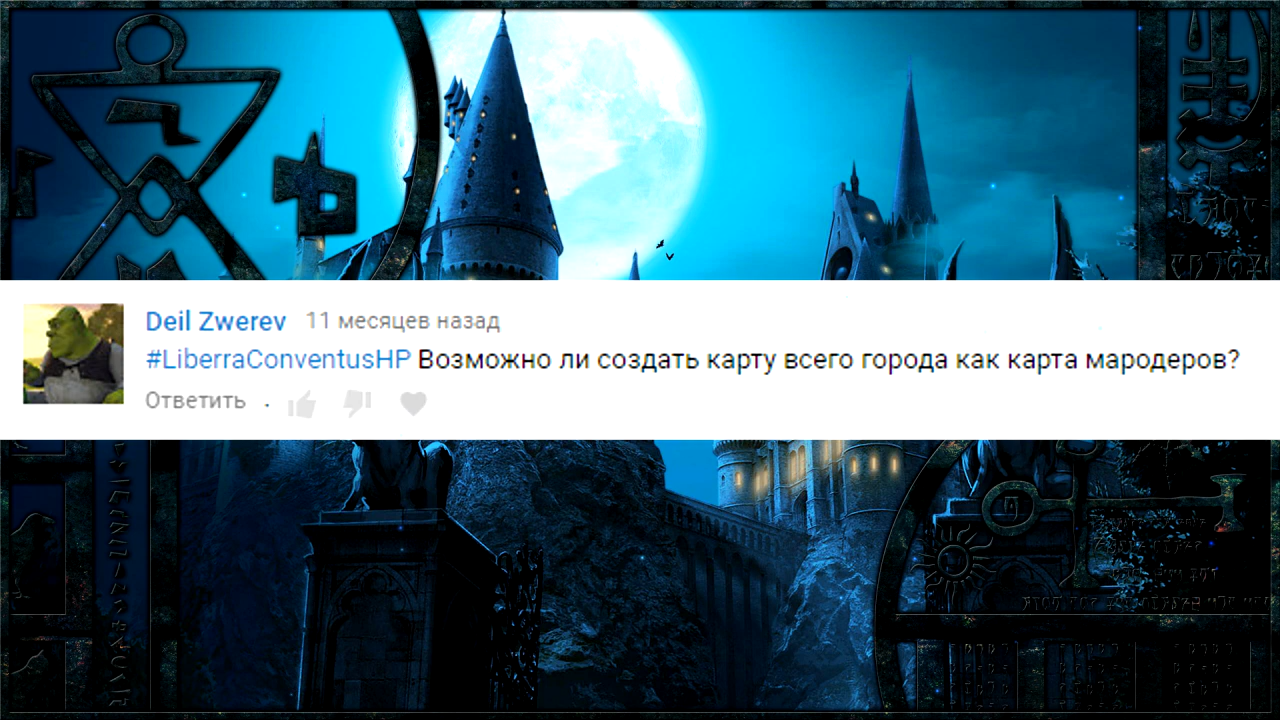 Deil Zwerev 11 месяцев назад
#LiberraConventusHP Возможно ли создать карту всего города как карта мародеров?
Ответить